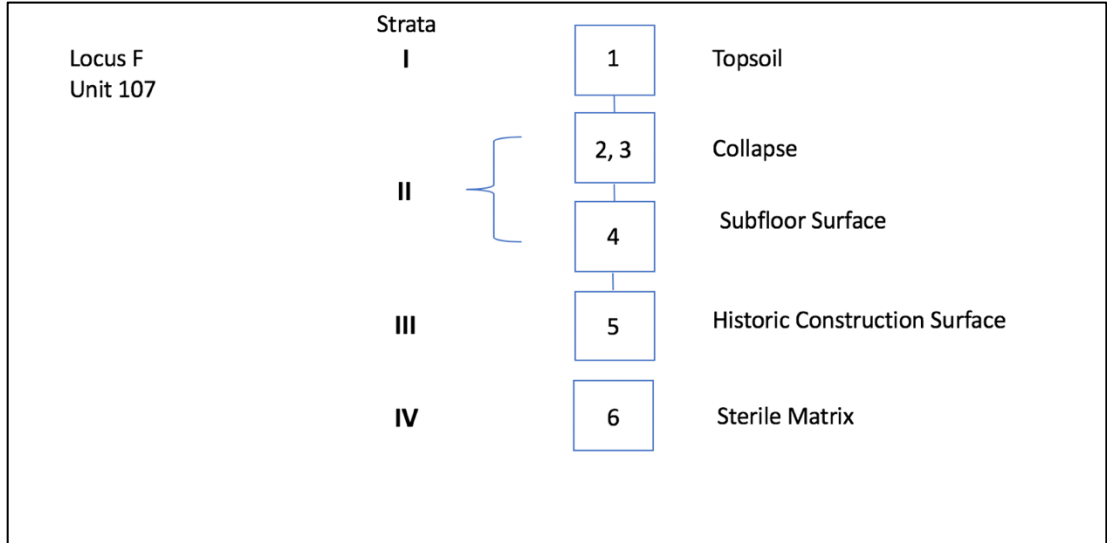 Strata
Locus F
Unit 107
I
1
Topsoil
2, 3
Collapse
II
4
Subfloor Surface
III
5
Historic Construction Surface
IV
6
Sterile Matrix